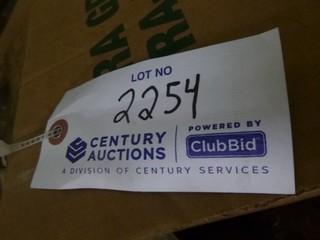 LOT NO
2254
CENTURY AUCTIONS
POWERED BY
ClubBid
A DIVISION OF CENTURY SERVICES